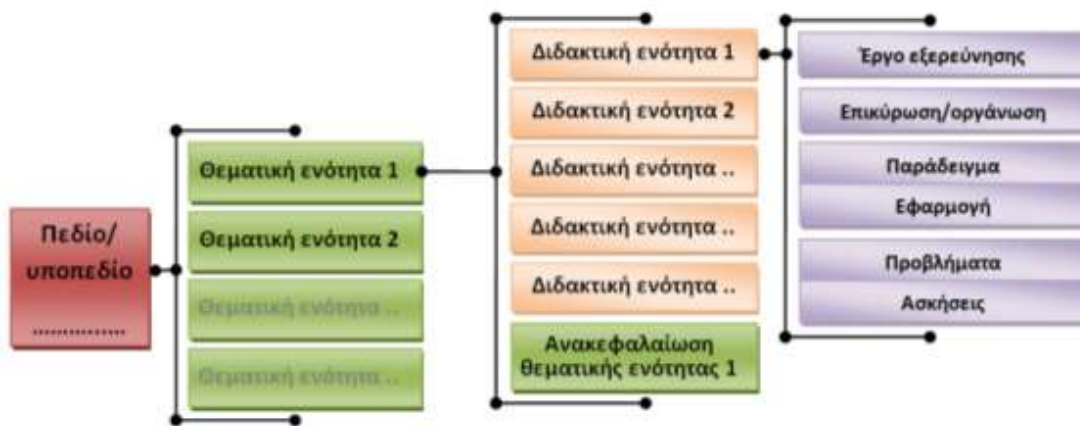 Πεδίο/
υποπεδίο
...............
Θεματική ενότητα 1
Θεματική ενότητα 2
Θεματική ενότητα ..
Θεματική ενότητα ..
Διδακτική ενότητα 1
Διδακτική ενότητα 2
Διδακτική ενότητα ..
Διδακτική ενότητα ..
Διδακτική ενότητα ..
Ανακεφαλαίωση
θεματικής ενότητας 1
Έργο εξερεύνησης
Επικύρωση/οργάνωση
Παράδειγμα
Εφαρμογή
Προβλήματα
Ασκήσεις